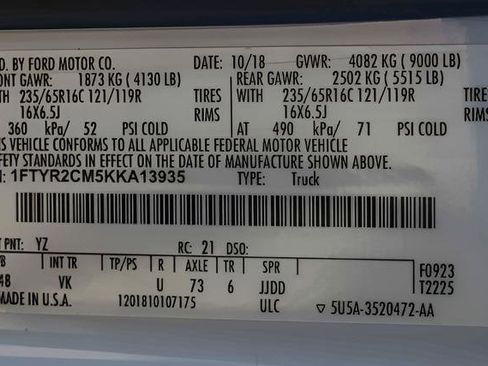 D. BY FORD MOTOR CO. DATE: 10/18 GVWR: 4082 KG (9000 LB)
ONT GAWR: 1873 KG (4130 LB) REAR GAWR: 2502 KG (5515 LB)
TH 235/65R16C 121/119R TIRES WITH 235/65R16C 121/119R TIRES
16X6.5J RIMS 16X6.5J RIMS
360 kPa/ 52 PSI COLD AT 490 kPa/ 71 PSI COLD
S VEHICLE CONFORMS TO ALL APPLICABLE FEDERAL MOTOR VEHICLE
FTY STANDARDS IN EFFECT ON THE DATE OF MANUFACTURE SHOWN ABOVE.
: 1FTYR2CM5KKA13935 TYPE: Truck
T PNT: YZ RC: 21 DSO:
B INT TR TP/PS R AXLE TR SPR F0923
48 VK U 73 6 JJDD T2225
MADE IN U.S.A. 1201810107175 ULC ▽ 5U5A-3520472-AA